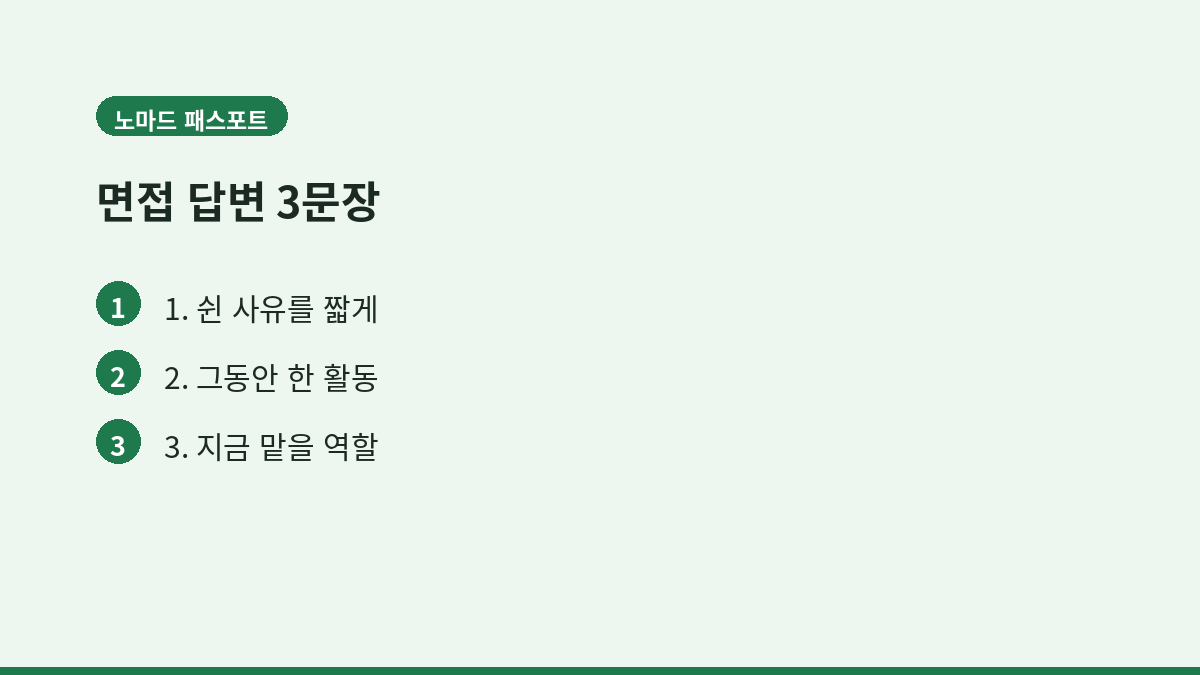 노마드 패스포트
면접 답변 3문장
1 1. 쉰 사유를 짧게
2 2. 그동안 한 활동
3 3. 지금 맡을 역할